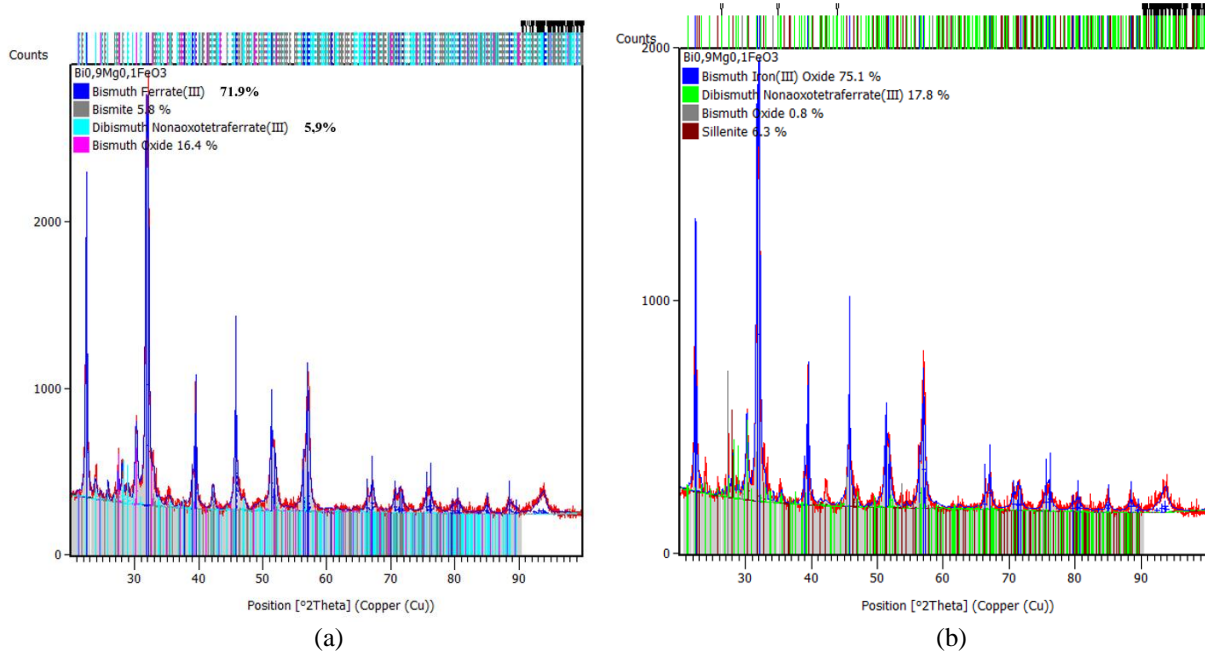 Counts
Bi0,9Mg0,1FeO3
Bismuth Ferrate(III) 71.9%
Bismite 5.8 %
Dibismuth Nonaoxotetraferrate(III) 5,9%
Bismuth Oxide 16.4 %
2000
1000
0
30 40 50 60 70 80 90
Position [°2Theta] (Copper (Cu))
(a)
Counts
2000
Bi0,9Mg0,1FeO3
Bismuth Iron(III) Oxide 75.1 %
Dibismuth Nonaoxotetraferrate(III) 17.8 %
Bismuth Oxide 0.8 %
Sillenite 6.3 %
1000
0
30 40 50 60 70 80 90
Position [°2Theta] (Copper (Cu))
(b)